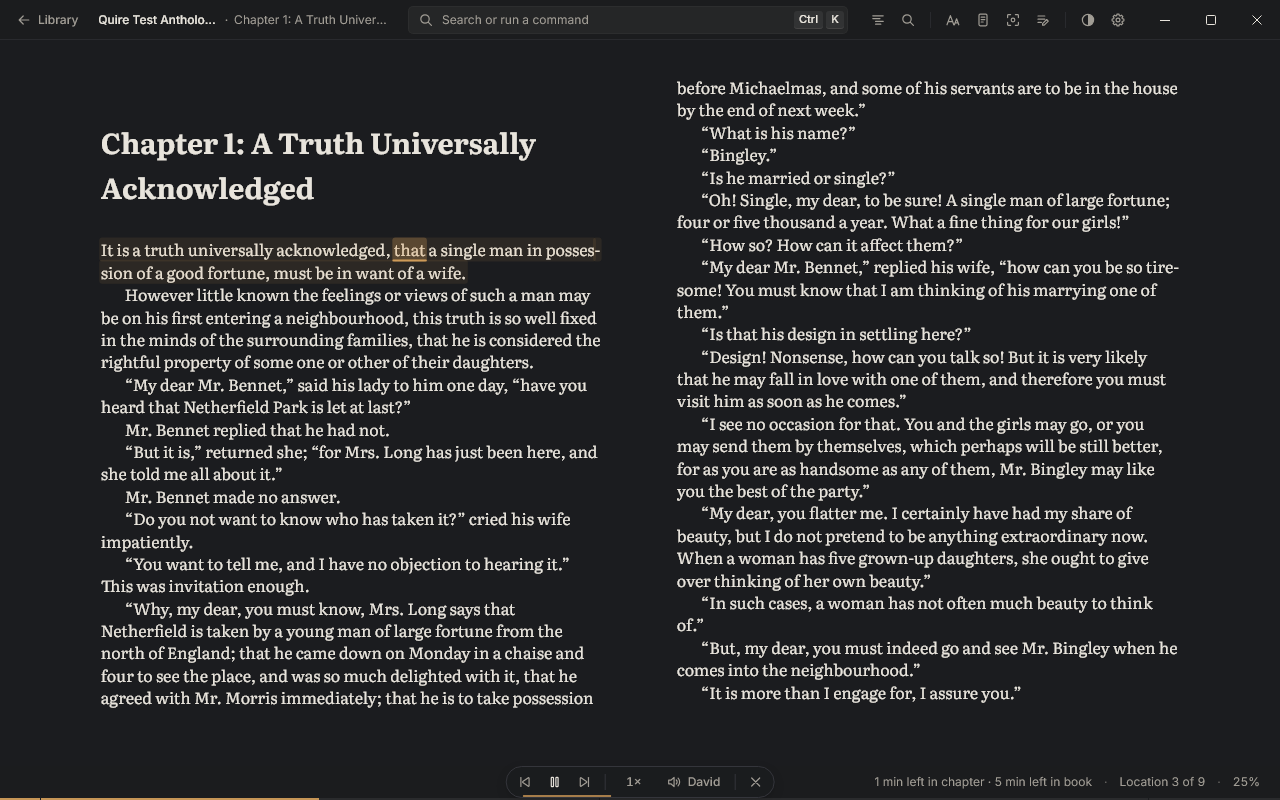 Library
Quire Test Antholo... · Chapter 1: A Truth Univer...
Search or run a command
Ctrl K
Chapter 1: A Truth Universally
Acknowledged
It is a truth universally acknowledged, that a single man in posses-
sion of a good fortune, must be in want of a wife.
However little known the feelings or views of such a man may
be on his first entering a neighbourhood, this truth is so well fixed
in the minds of the surrounding families, that he is considered the
rightful property of some one or other of their daughters.
“My dear Mr. Bennet,” said his lady to him one day, “have you
heard that Netherfield Park is let at last?”
Mr. Bennet replied that he had not.
“But it is,” returned she; “for Mrs. Long has just been here, and
she told me all about it.”
Mr. Bennet made no answer.
“Do you not want to know who has taken it?” cried his wife
impatiently.
“You want to tell me, and I have no objection to hearing it.”
This was invitation enough.
“Why, my dear, you must know, Mrs. Long says that
Netherfield is taken by a young man of large fortune from the
north of England; that he came down on Monday in a chaise and
four to see the place, and was so much delighted with it, that he
agreed with Mr. Morris immediately; that he is to take possession
before Michaelmas, and some of his servants are to be in the house
by the end of next week.”
“What is his name?”
“Bingley.”
“Is he married or single?”
“Oh! Single, my dear, to be sure! A single man of large fortune;
four or five thousand a year. What a fine thing for our girls!”
“How so? How can it affect them?”
“My dear Mr. Bennet,” replied his wife, “how can you be so tire-
some! You must know that I am thinking of his marrying one of
them.”
“Is that his design in settling here?”
“Design! Nonsense, how can you talk so! But it is very likely
that he may fall in love with one of them, and therefore you must
visit him as soon as he comes.”
“I see no occasion for that. You and the girls may go, or you
may send them by themselves, which perhaps will be still better,
for as you are as handsome as any of them, Mr. Bingley may like
you the best of the party.”
“My dear, you flatter me. I certainly have had my share of
beauty, but I do not pretend to be anything extraordinary now.
When a woman has five grown-up daughters, she ought to give
over thinking of her own beauty.”
“In such cases, a woman has not often much beauty to think
of.”
“But, my dear, you must indeed go and see Mr. Bingley when he
comes into the neighbourhood.”
“It is more than I engage for, I assure you.”
1× David
1 min left in chapter · 5 min left in book · Location 3 of 9 · 25%